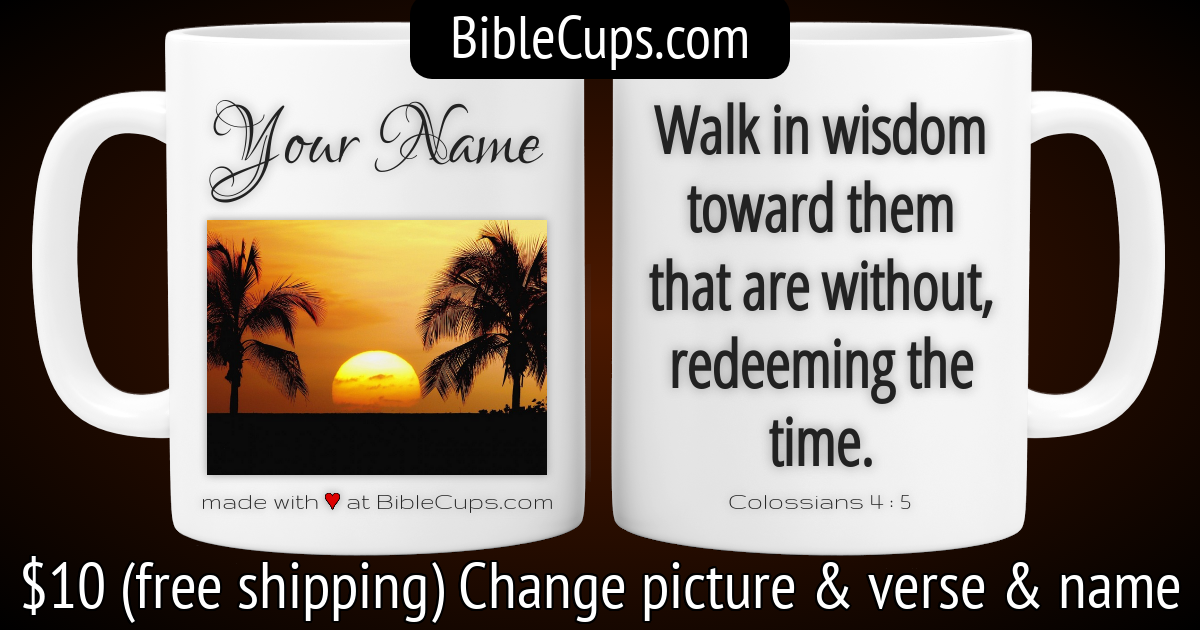 BibleCups.com
Your Name
made with ♥ at BibleCups.com
Walk in wisdom
toward them
that are without,
redeeming the
time.
Colossians 4 : 5
$10 (free shipping) Change picture & verse & name